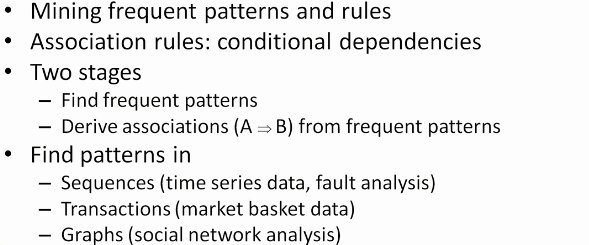 • Mining frequent patterns and rules
• Association rules: conditional dependencies
• Two stages
– Find frequent patterns
– Derive associations (A ⇒ B) from frequent patterns
• Find patterns in
– Sequences (time series data, fault analysis)
– Transactions (market basket data)
– Graphs (social network analysis)